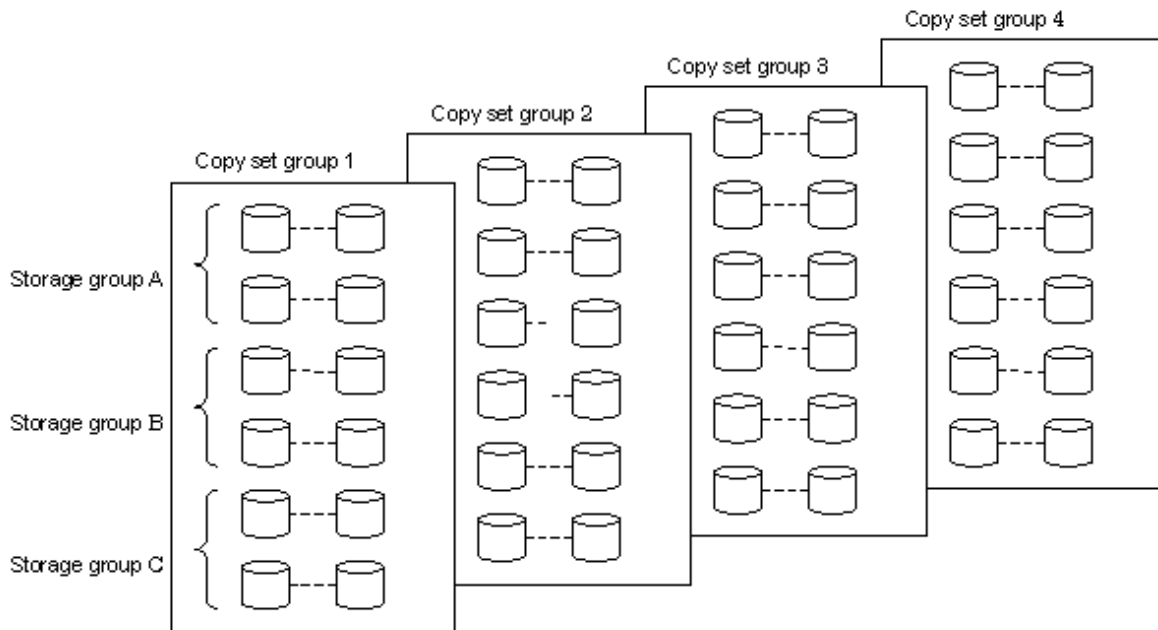 Copy set group 4
Copy set group 3
Copy set group 2
Copy set group 1
Storage group A
Storage group B
Storage group C